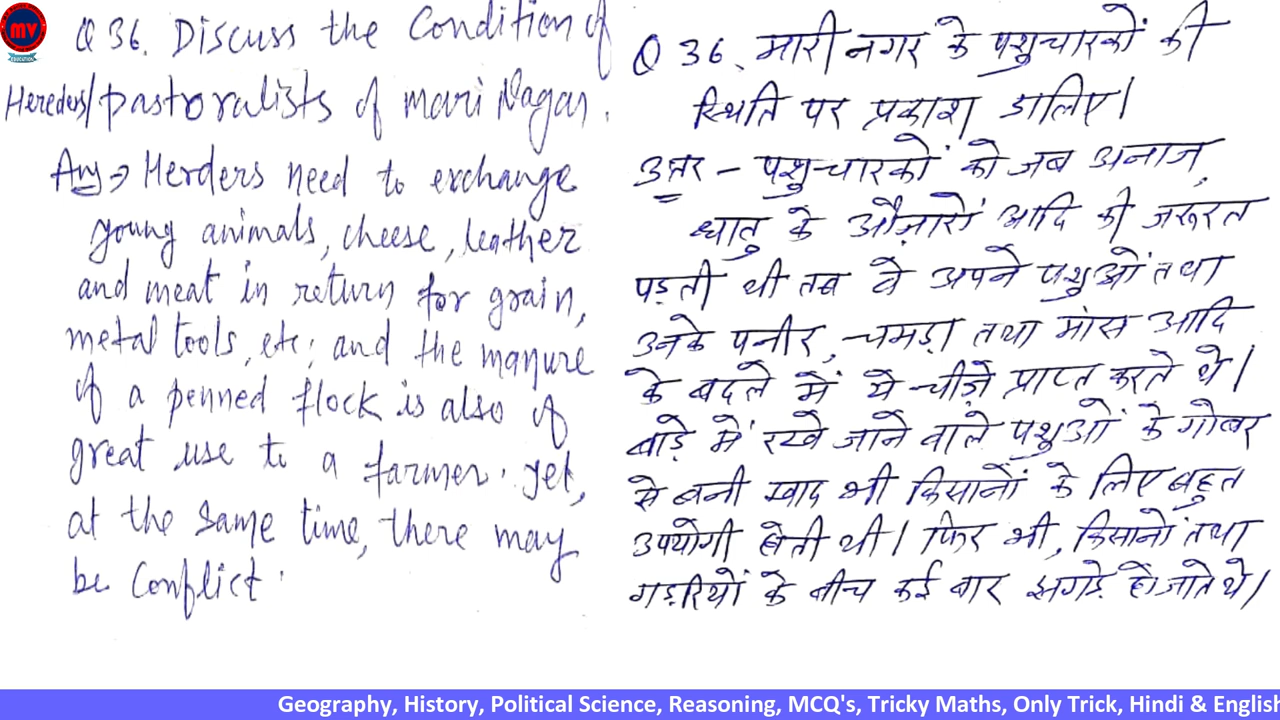 mv
EDUCATION
Q 36. Discuss the Condition of
Hereders/pastoralists of mari Nagar.
Ans → Herders need to exchange
young animals, cheese, leather
and meat in return for grain,
metal tools, etc; and the manure
of a penned flock is also of
great use to a farmer. yet,
at the same time, there may
be Conflict.
Q 36. मारी नगर के पशुचारकों की
स्थिति पर प्रकाश डालिए।
उत्तर – पशुचारकों को जब अनाज,
धातु के औज़ारों आदि की जरूरत
पड़ती थी तब वे अपने पशुओं तथा
उनके पनीर, चमड़ा तथा मांस आदि
के बदले में ये चीज़े प्राप्त करते थे।
बाड़े में रखे जाने वाले पशुओं के गोबर
से बनी खाद भी किसानों के लिए बहुत
उपयोगी होती थी। फिर भी, किसानों तथा
गड़रियों के बीच कई बार झगड़े हो जाते थे।
Geography, History, Political Science, Reasoning, MCQ's, Tricky Maths, Only Trick, Hindi & English